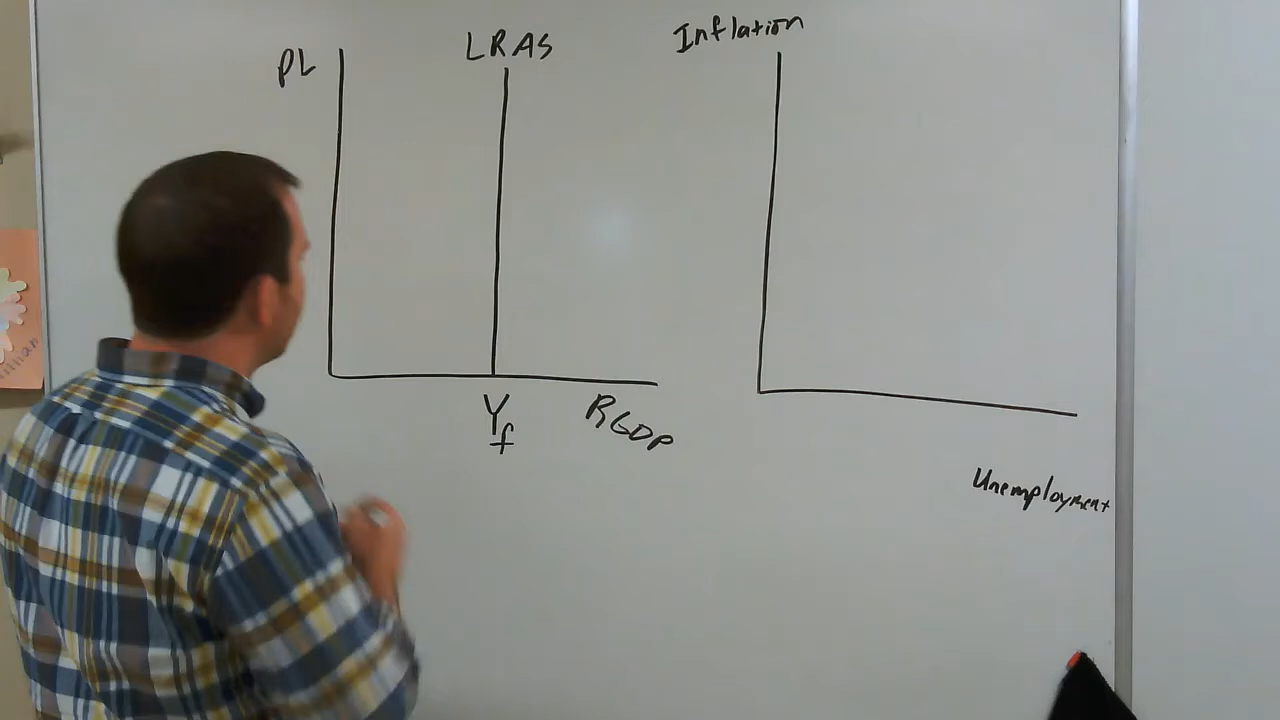 PL
LRAS
Inflation
Yf
RGDP
Unemployment